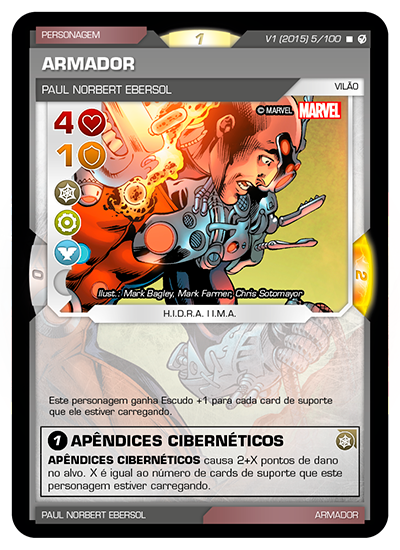 PERSONAGEM
1
V1 (2015) 5/100
ARMADOR
PAUL NORBERT EBERSOL
VILÃO
© MARVEL MARVEL
4
1
0
2
Ilust.: Mark Bagley, Mark Farmer, Chris Sotomayor
H.I.D.R.A. | I.M.A.
Este personagem ganha Escudo +1 para cada card de suporte
que ele estiver carregando.
1 APÊNDICES CIBERNÉTICOS
APÊNDICES CIBERNÉTICOS causa 2+X pontos de dano
no alvo. X é igual ao número de cards de suporte que este
personagem estiver carregando.
PAUL NORBERT EBERSOL
ARMADOR